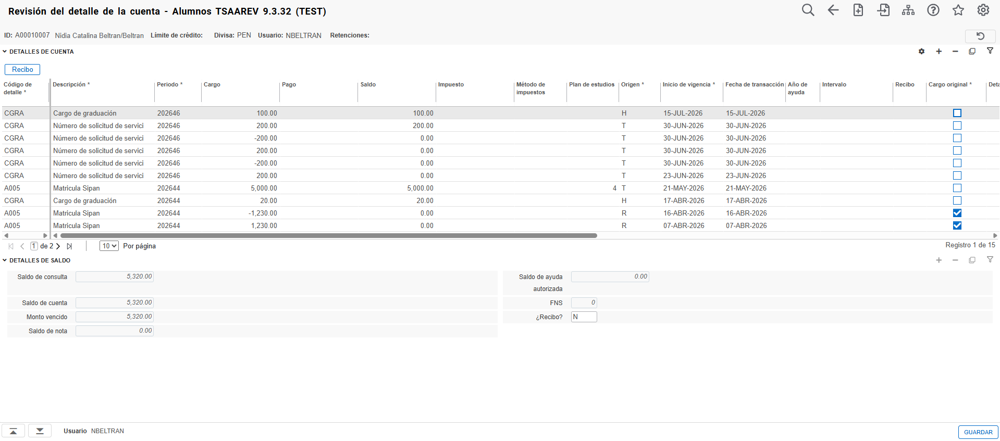 Revisión del detalle de la cuenta - Alumnos TSAAREV 9.3.32 (TEST)
ID: A00010007 Nidia Catalina Beltran/Beltran Límite de crédito: Divisa: PEN Usuario: NBELTRAN Retenciones:
DETALLES DE CUENTA
Recibo
Código de detalle * Descripción * Periodo * Cargo Pago Saldo Impuesto Método de impuestos Plan de estudios Origen * Inicio de vigencia * Fecha de transacción Año de ayuda Intervalo Recibo Cargo original * Deta
CGRA Cargo de graduación 202646 100.00 100.00 H 15-JUL-2026 15-JUL-2026
CGRA Número de solicitud de servici 202646 200.00 200.00 T 30-JUN-2026 30-JUN-2026
CGRA Número de solicitud de servici 202646 -200.00 0.00 T 30-JUN-2026 30-JUN-2026
CGRA Número de solicitud de servici 202646 200.00 0.00 T 30-JUN-2026 30-JUN-2026
CGRA Número de solicitud de servici 202646 -200.00 0.00 T 30-JUN-2026 30-JUN-2026
CGRA Número de solicitud de servici 202646 200.00 0.00 T 23-JUN-2026 23-JUN-2026
A005 Matricula Sipan 202644 5,000.00 5,000.00 4 T 21-MAY-2026 21-MAY-2026
CGRA Cargo de graduación 202644 20.00 20.00 H 17-ABR-2026 17-ABR-2026
A005 Matricula Sipan 202644 -1,230.00 0.00 R 16-ABR-2026 16-ABR-2026
A005 Matricula Sipan 202644 1,230.00 0.00 R 07-ABR-2026 07-ABR-2026
1 de 2 10 Por página Registro 1 de 15
DETALLES DE SALDO
Saldo de consulta 5,320.00 Saldo de ayuda autorizada 0.00
Saldo de cuenta 5,320.00 FNS 0
Monto vencido 5,320.00 ¿Recibo? N
Saldo de nota 0.00
Usuario NBELTRAN GUARDAR